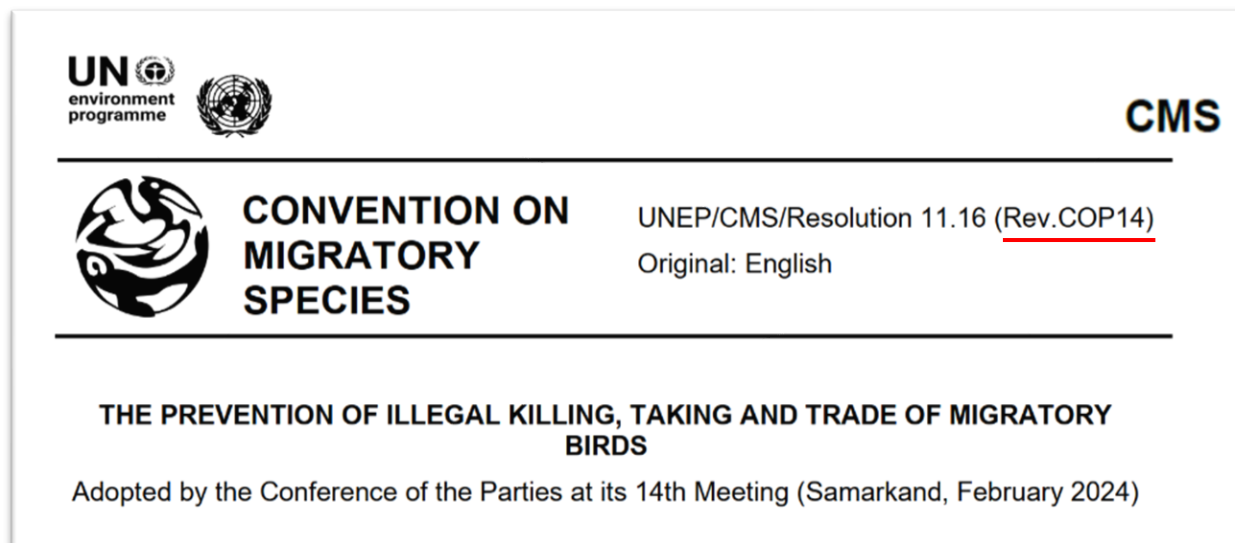 UN
environment
programme
CMS
CONVENTION ON
MIGRATORY
SPECIES
UNEP/CMS/Resolution 11.16 (Rev.COP14)
Original: English
THE PREVENTION OF ILLEGAL KILLING, TAKING AND TRADE OF MIGRATORY
BIRDS
Adopted by the Conference of the Parties at its 14th Meeting (Samarkand, February 2024)